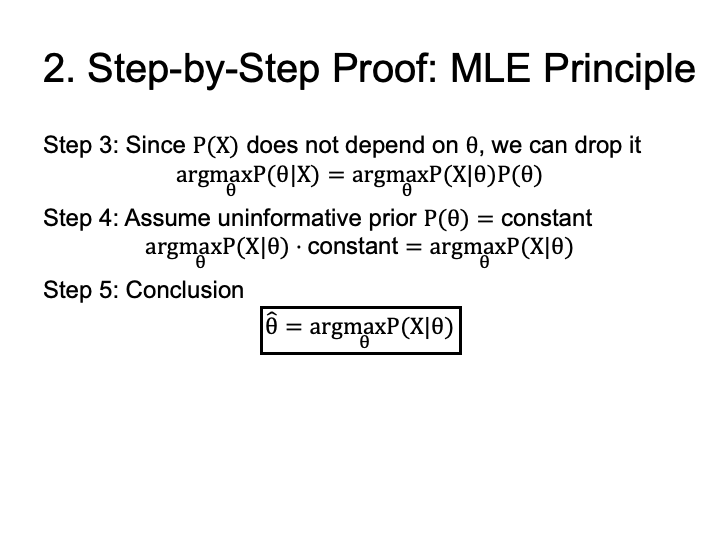 2. Step-by-Step Proof: MLE Principle
Step 3: Since P(X) does not depend on θ, we can drop it
argmaxP(θ|X) = argmaxP(X|θ)P(θ)
θ θ
Step 4: Assume uninformative prior P(θ) = constant
argmaxP(X|θ) · constant = argmaxP(X|θ)
θ θ
Step 5: Conclusion
θ̂ = argmaxP(X|θ)
θ